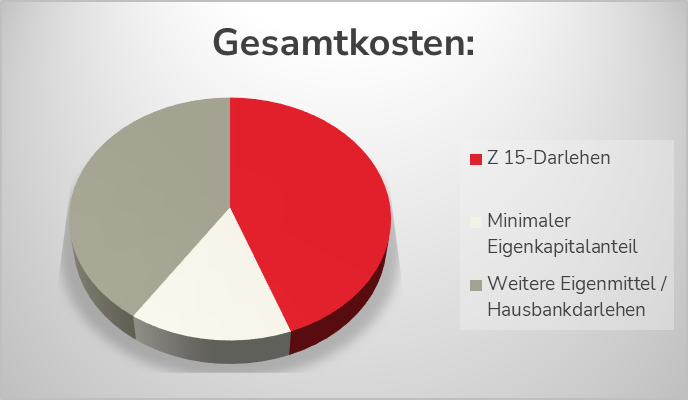 Gesamtkosten:
Z 15-Darlehen
Minimaler
Eigenkapitalanteil
Weitere Eigenmittel /
Hausbankdarlehen